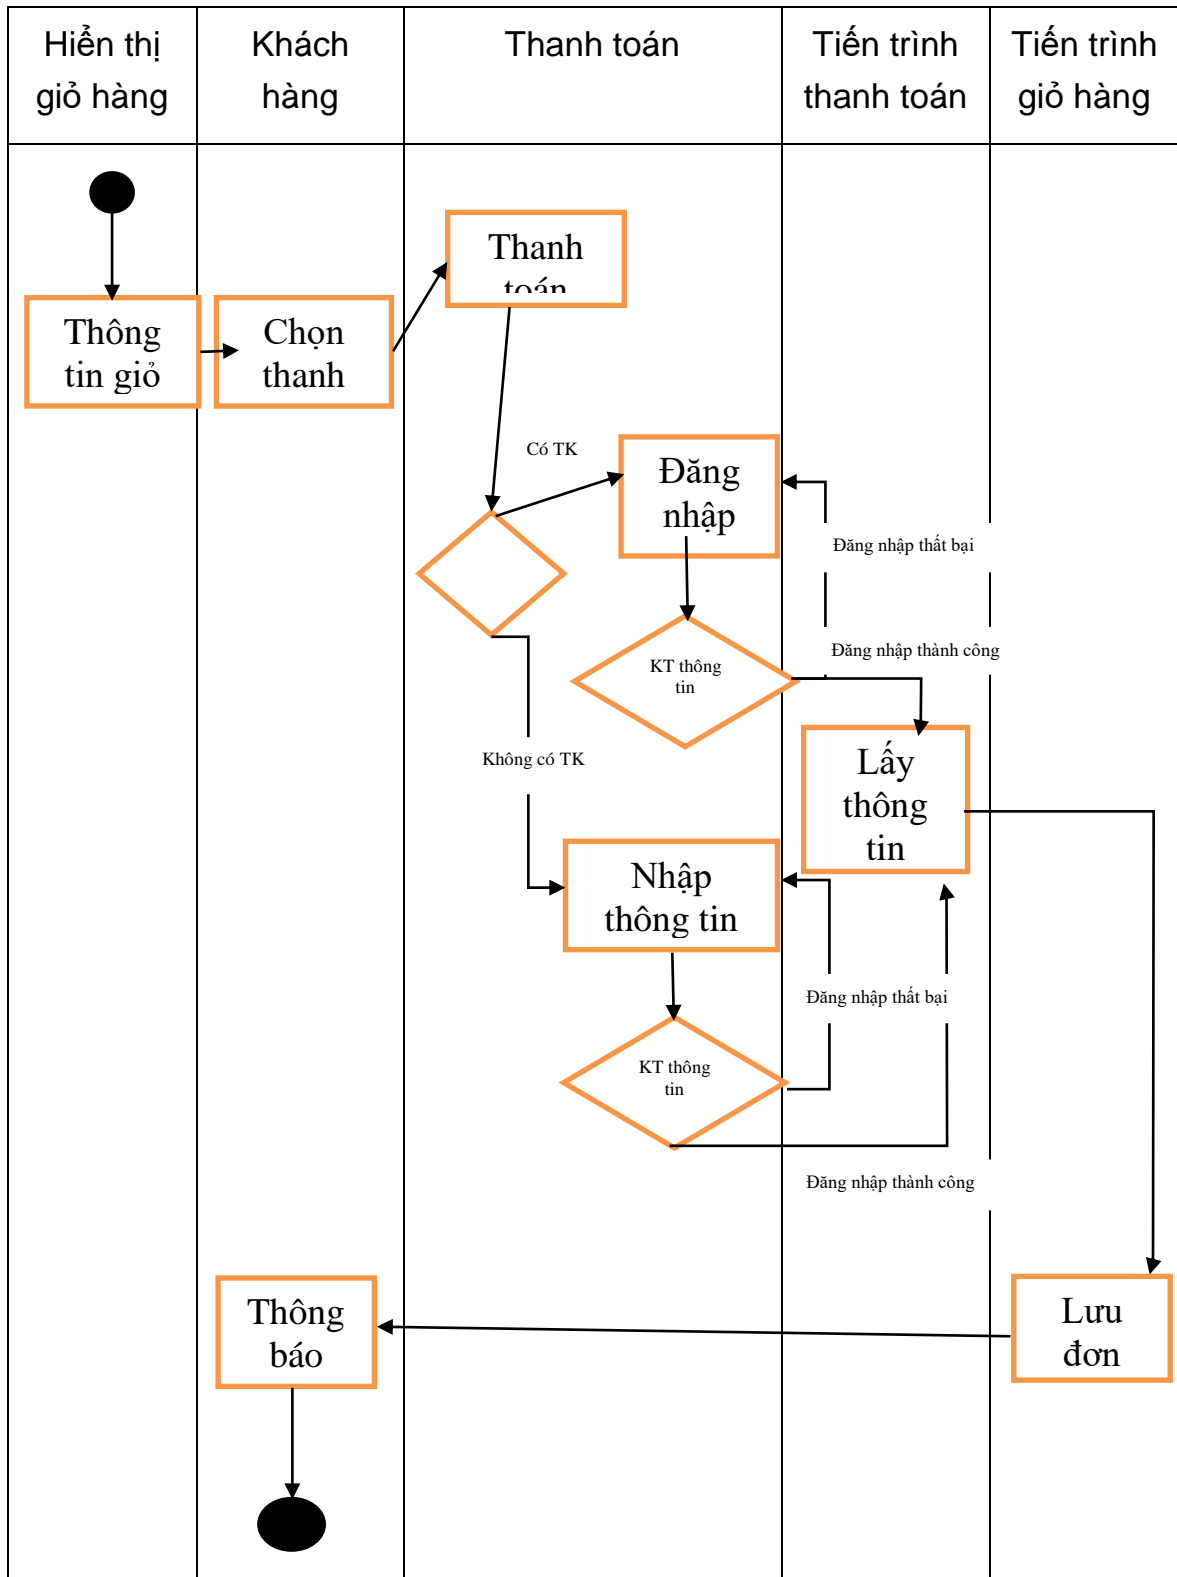 Hiển thị
giỏ hàng
Khách
hàng
Thanh toán
Tiến trình
thanh toán
Tiến trình
giỏ hàng
Thanh
toán
Thông
tin giỏ
Chọn
thanh
Có TK
Đăng
nhập
Đăng nhập thất bại
Đăng nhập thành công
KT thông
tin
Không có TK
Lấy
thông
tin
Nhập
thông tin
Đăng nhập thất bại
KT thông
tin
Đăng nhập thành công
Thông
báo
Lưu
đơn